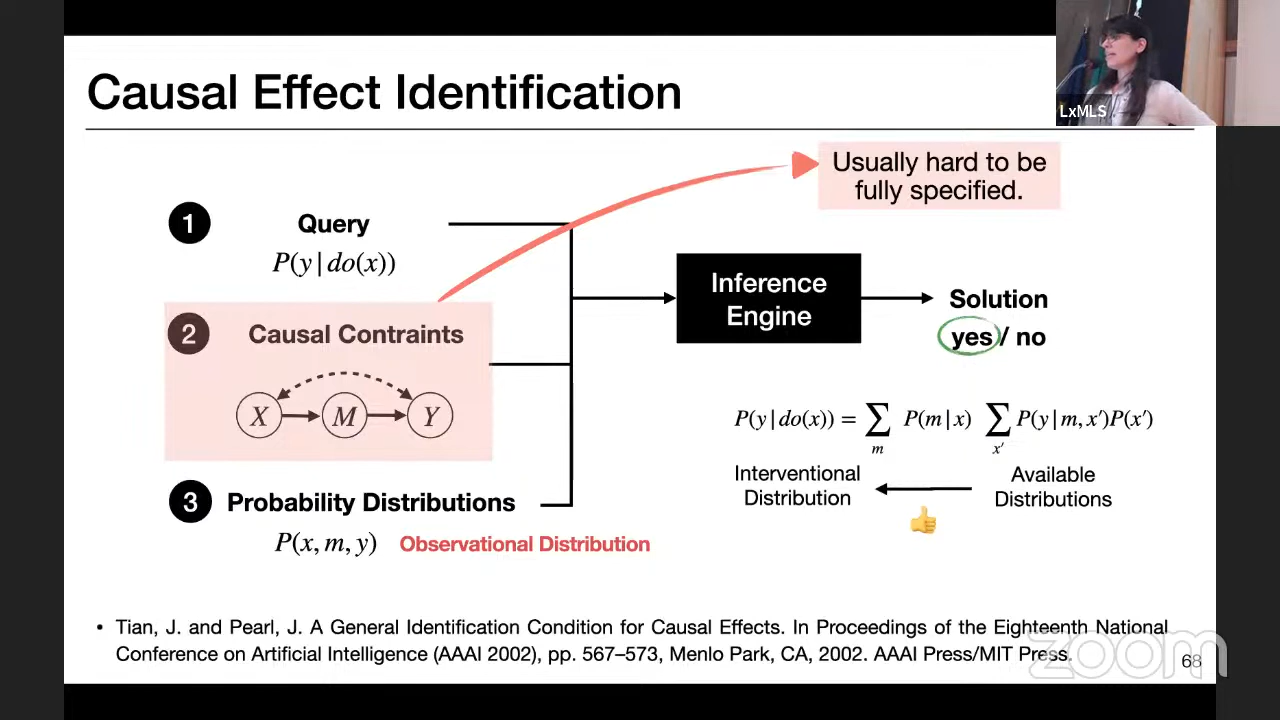 Causal Effect Identification
LxMLS
Usually hard to be
fully specified.
1 Query
P(y | do(x))
2 Causal Contraints
X M Y
3 Probability Distributions
P(x, m, y) Observational Distribution
Inference
Engine
Solution
yes / no
P(y | do(x)) = ∑ P(m | x) ∑ P(y | m, x′)P(x′)
m x′
Interventional
Distribution
Available
Distributions
• Tian, J. and Pearl, J. A General Identification Condition for Causal Effects. In Proceedings of the Eighteenth National
Conference on Artificial Intelligence (AAAI 2002), pp. 567–573, Menlo Park, CA, 2002. AAAI Press/MIT Press.
zoom
68